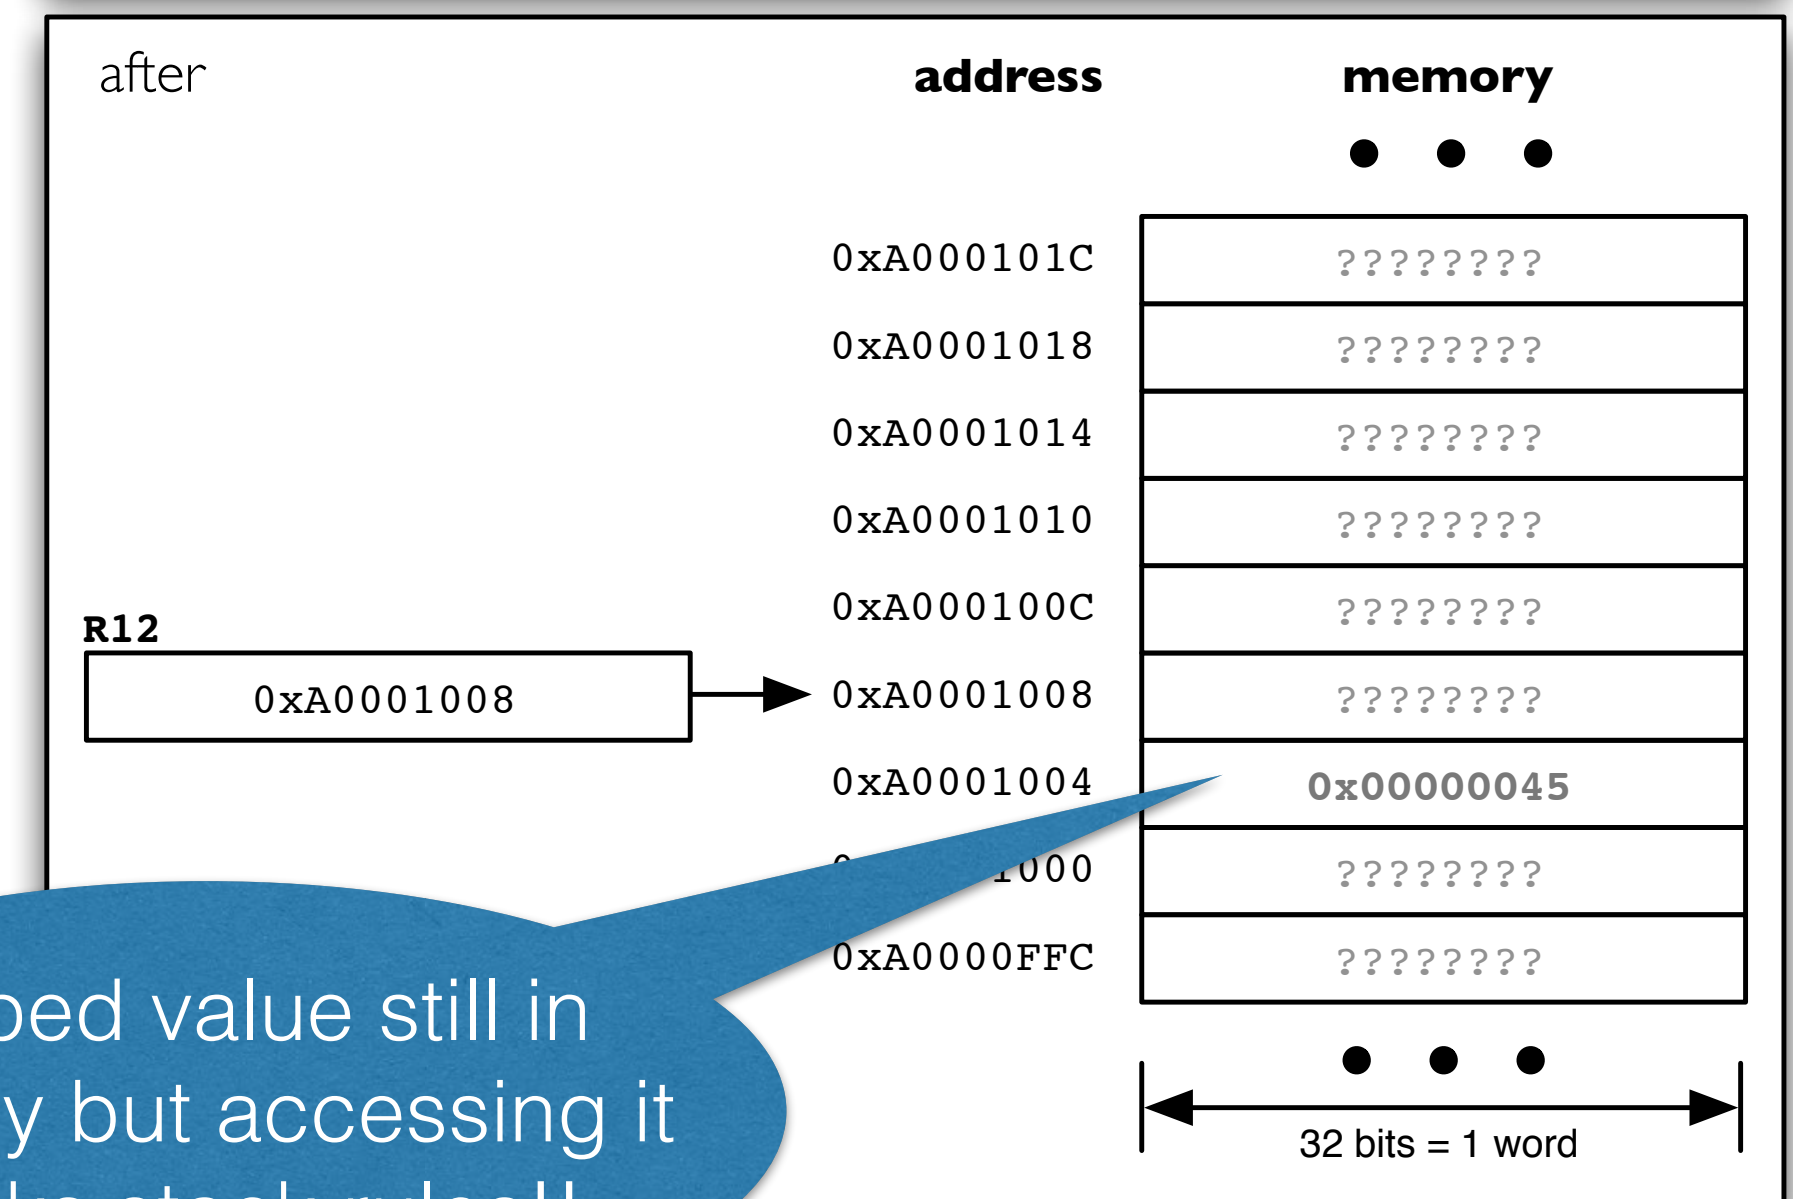 after address memory
0xA000101C ????????
0xA0001018 ????????
0xA0001014 ????????
0xA0001010 ????????
0xA000100C ????????
R12
0xA0001008 0xA0001008 ????????
0xA0001004 0x00000045
1000 ????????
0xA0000FFC ????????
value still in
but accessing it
32 bits = 1 word